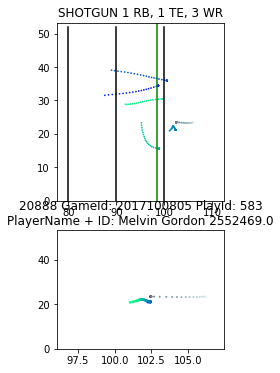 SHOTGUN 1 RB, 1 TE, 3 WR
50
40
30
20
10
0
80 90 100 110
20888 GameId: 2017100805 PlayId: 583
PlayerName + ID: Melvin Gordon 2552469.0
40
20
0
97.5 100.0 102.5 105.0